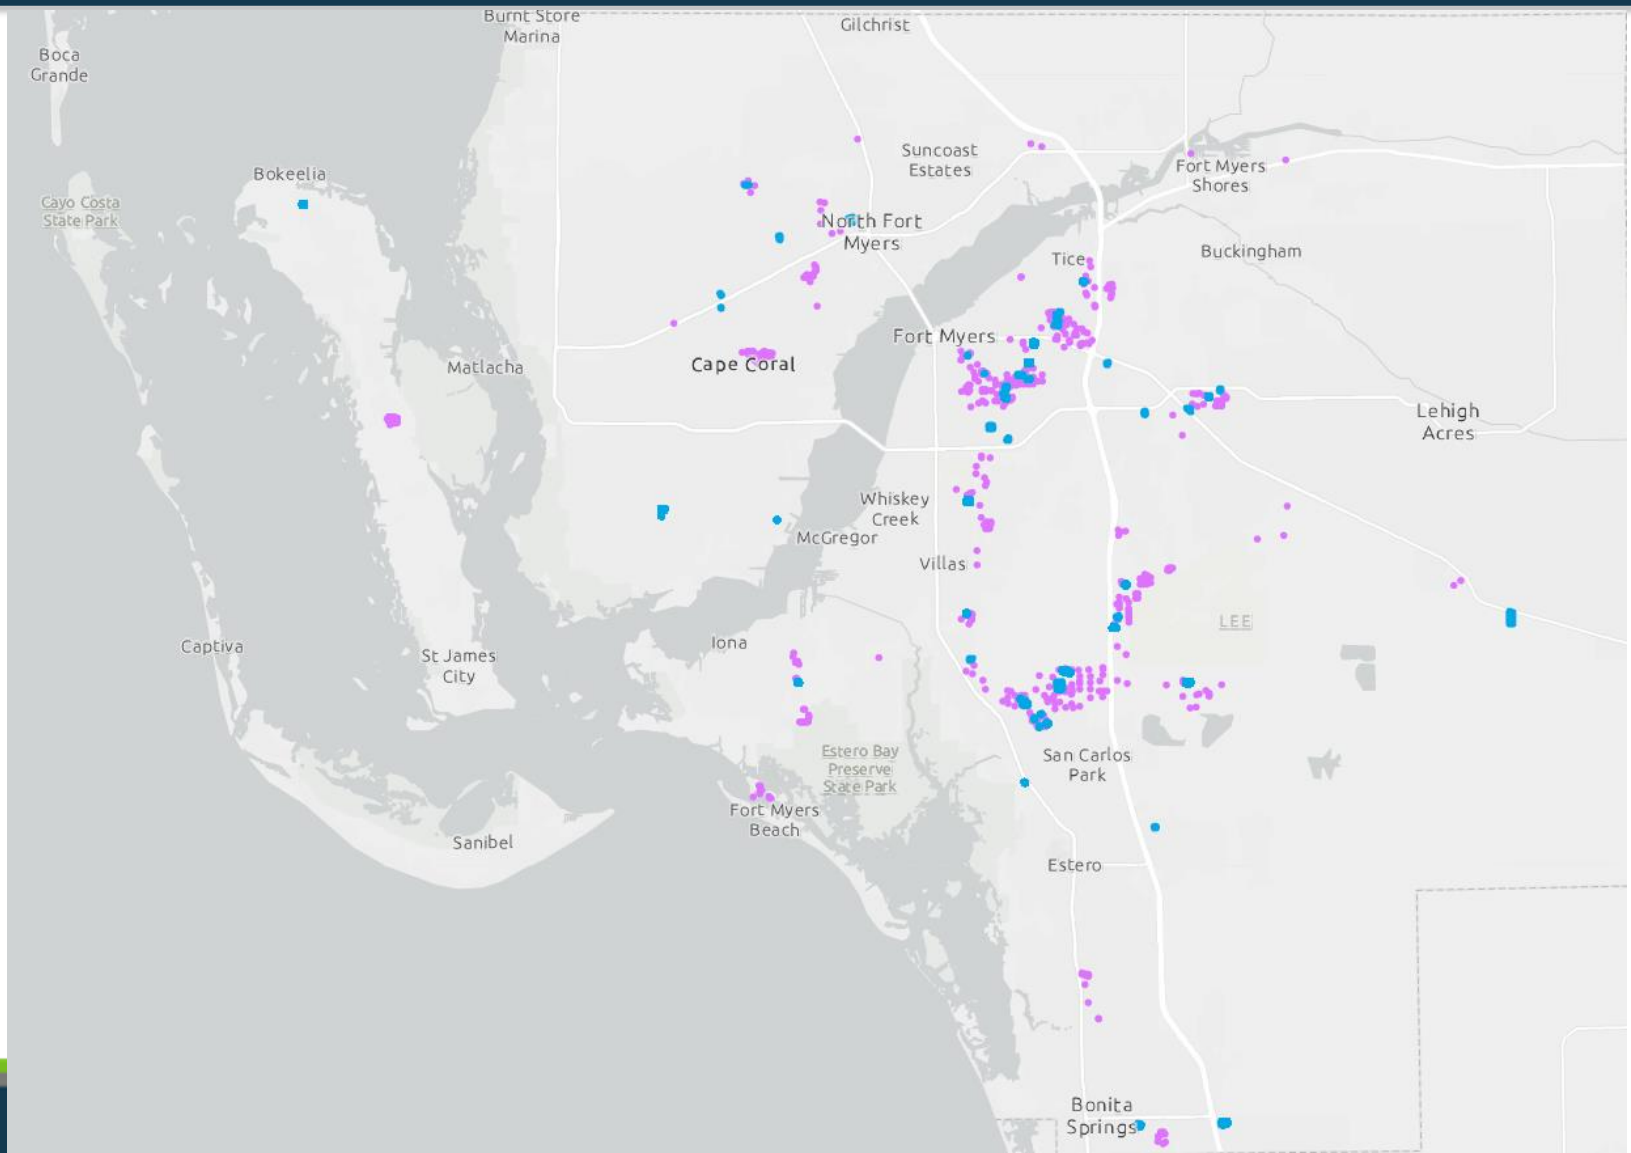 Burnt Store
Marina
Gilchrist
Boca
Grande
Suncoast
Estates
Fort Myers
Shores
Bokeelia
Cayo Costa
State Park
North Fort
Myers
Tice
Buckingham
Fort Myers
Matlacha
Cape Coral
Lehigh
Acres
Whiskey
Creek
McGregor
Villas
LEE
Captiva
Iona
St James
City
Estero Bay
Preserve
State Park
San Carlos
Park
Fort Myers
Beach
Sanibel
Estero
Bonita
Springs